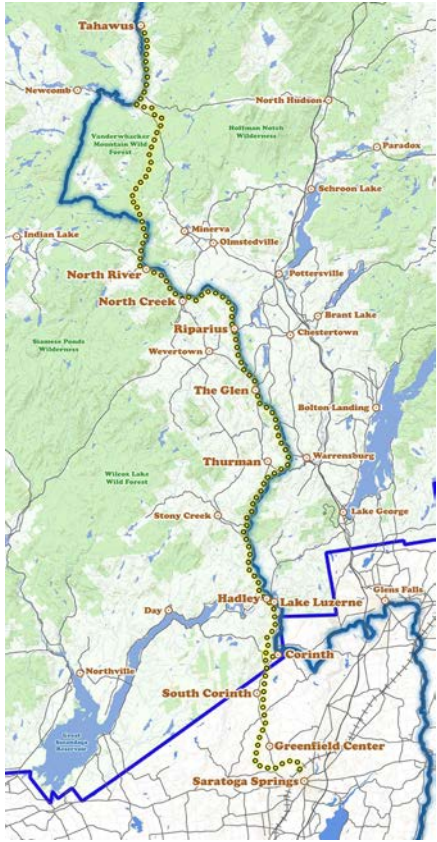 Tahawus
Newcomb
North Hudson
Vanderwhacker
Mountain Wild
Forest
Hoffman Notch
Wilderness
Paradox
Schroon Lake
Minerva
Indian Lake
Olmstedville
North River
Pottersville
North Creek
Brant Lake
Riparius
Chestertown
Siamese Ponds
Wilderness
Wevertown
The Glen
Bolton Landing
Thurman
Warrensburg
Wilcox Lake
Wild Forest
Stony Creek
Lake George
Glens Falls
Hadley
Lake Luzerne
Day
Corinth
Northville
South Corinth
Great
Sacandaga
Reservoir
Greenfield Center
Saratoga Springs